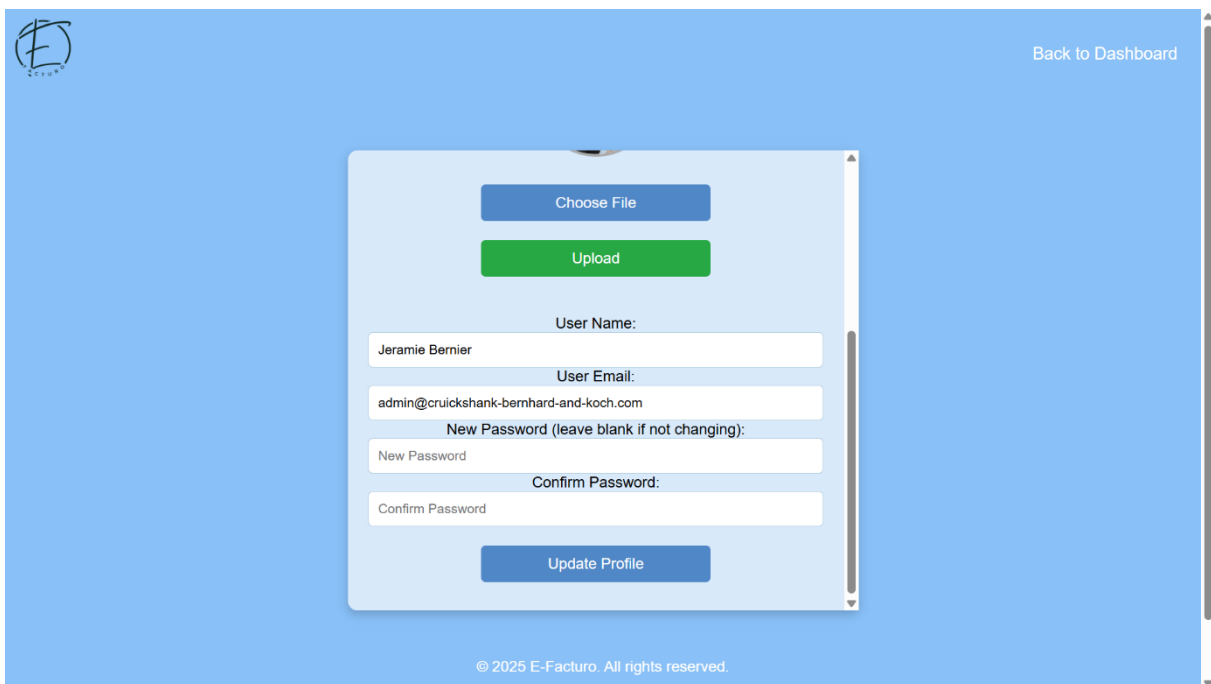 FACTURO
Back to Dashboard
Choose File
Upload
User Name:
Jeramie Bernier
User Email:
admin@cruickshank-bernhard-and-koch.com
New Password (leave blank if not changing):
New Password
Confirm Password:
Confirm Password
Update Profile
© 2025 E-Facturo. All rights reserved.